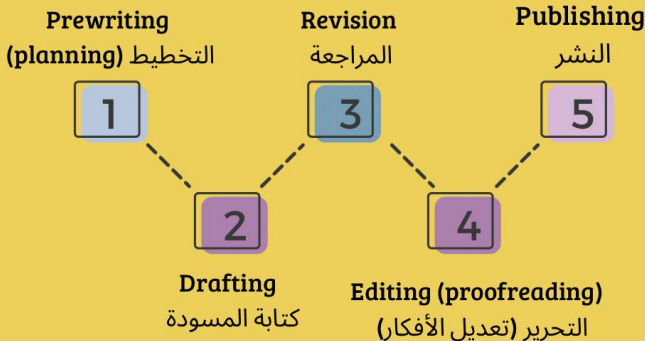 Prewriting
(planning) التخطيط
1
Drafting
كتابة المسودة
2
Revision
المراجعة
3
Editing (proofreading)
التحرير (تعديل الأفكار)
4
Publishing
النشر
5